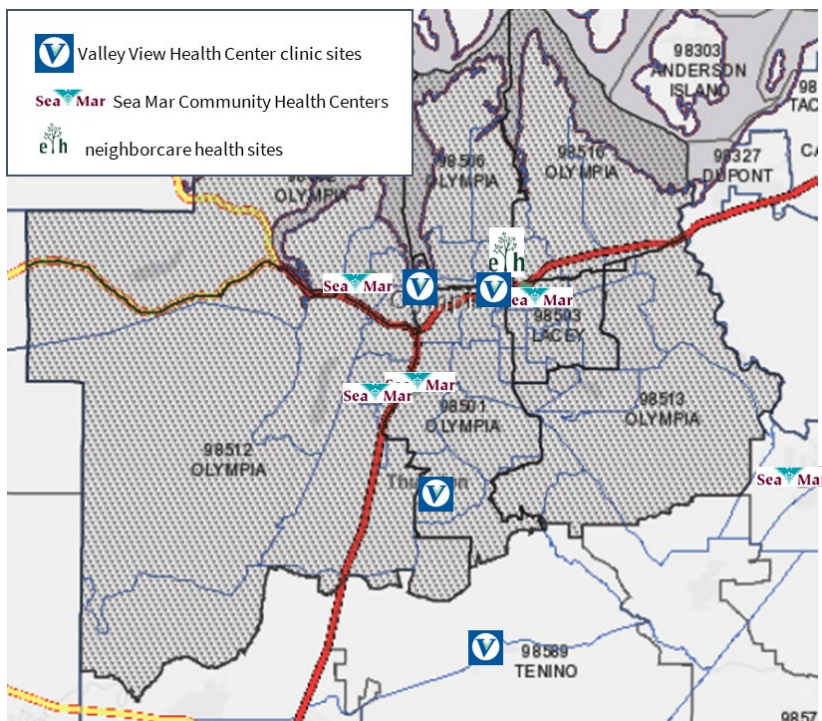 Valley View Health Center clinic sites
Sea Mar Sea Mar Community Health Centers
e h neighborcare health sites
98303
ANDERSON
ISLAND
98
TAC
CA
98327
DUPONT
98506
OLYMPIA
98516
OLYMPIA
OLYMPIA
e h
Sea Mar
V
V
Sea Mar
98503
LACEY
Sea Mar
Sea Mar
98501
OLYMPIA
98513
OLYMPIA
98512
OLYMPIA
V
Sea Mar
V
98589
TENINO